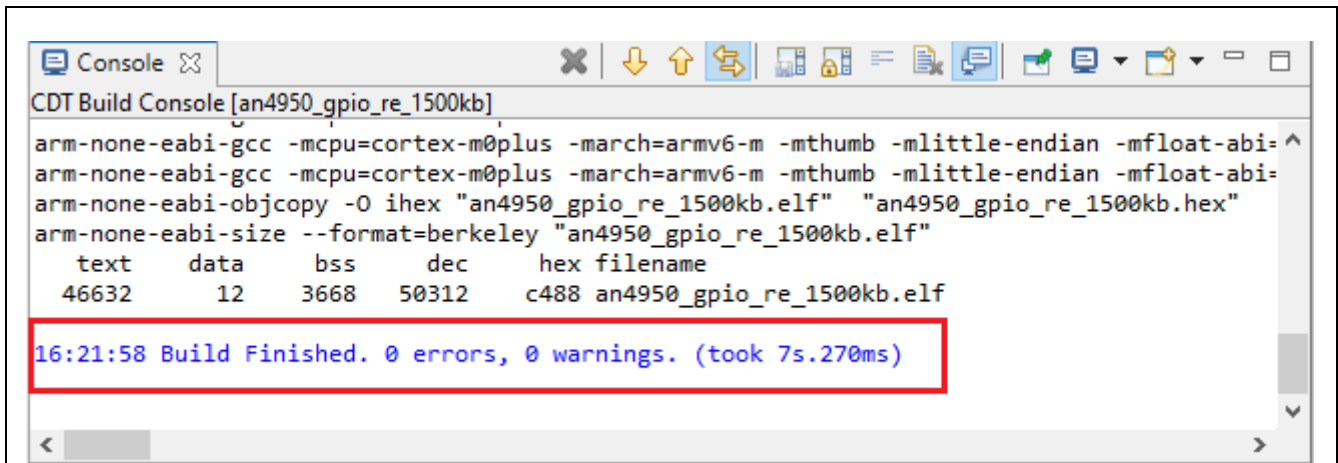 Console
CDT Build Console [an4950_gpio_re_1500kb]
arm-none-eabi-gcc -mcpu=cortex-m0plus -march=armv6-m -mthumb -mlittle-endian -mfloat-abi=
arm-none-eabi-gcc -mcpu=cortex-m0plus -march=armv6-m -mthumb -mlittle-endian -mfloat-abi=
arm-none-eabi-objcopy -O ihex "an4950_gpio_re_1500kb.elf"  "an4950_gpio_re_1500kb.hex"
arm-none-eabi-size --format=berkeley "an4950_gpio_re_1500kb.elf"
   text    data     bss     dec     hex filename
  46632      12    3668   50312    c488 an4950_gpio_re_1500kb.elf
16:21:58 Build Finished. 0 errors, 0 warnings. (took 7s.270ms)